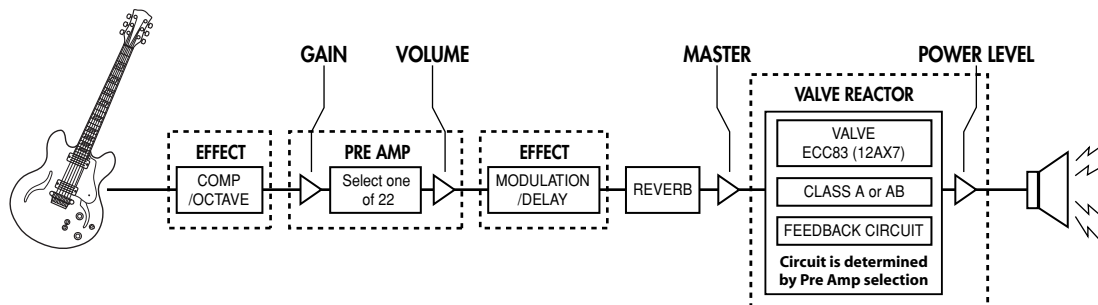 GAIN
VOLUME
MASTER
POWER LEVEL
EFFECT
COMP
/OCTAVE
PRE AMP
Select one
of 22
EFFECT
MODULATION
/DELAY
REVERB
VALVE REACTOR
VALVE
ECC83 (12AX7)
CLASS A or AB
FEEDBACK CIRCUIT
Circuit is determined
by Pre Amp selection